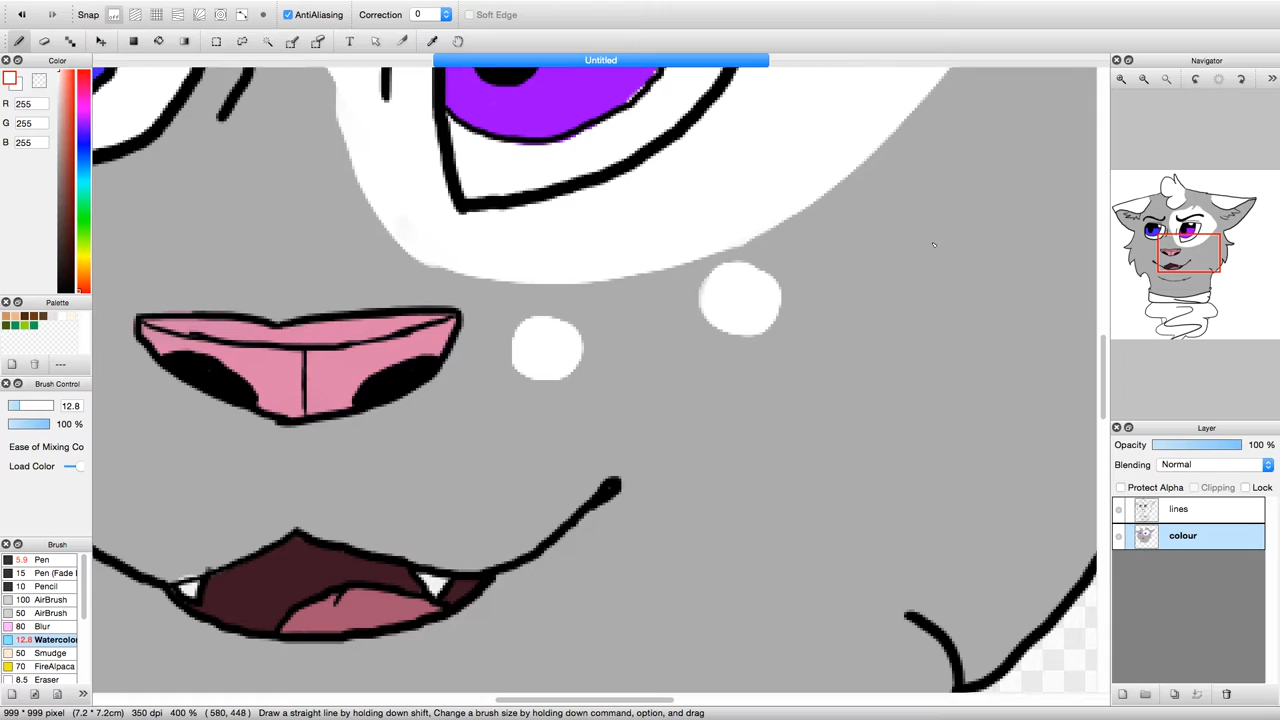 Snap off AntiAliasing Correction 0 Soft Edge
Color
Untitled
Navigator
R 255
G 255
B 255
Palette
---
Brush Control
12.8
100 %
Ease of Mixing Co
Load Color
Brush
5.9 Pen
15 Pen (Fade
10 Pencil
100 AirBrush
50 AirBrush
80 Blur
12.8 Watercolo
50 Smudge
70 FireAlpaca
8.5 Eraser
Layer
Opacity 100 %
Blending Normal
Protect Alpha Clipping Lock
lines
colour
999 * 999 pixel (7.2 * 7.2cm) 350 dpi 400 % ( 580, 448 ) Draw a straight line by holding down shift, Change a brush size by holding down command, option, and drag